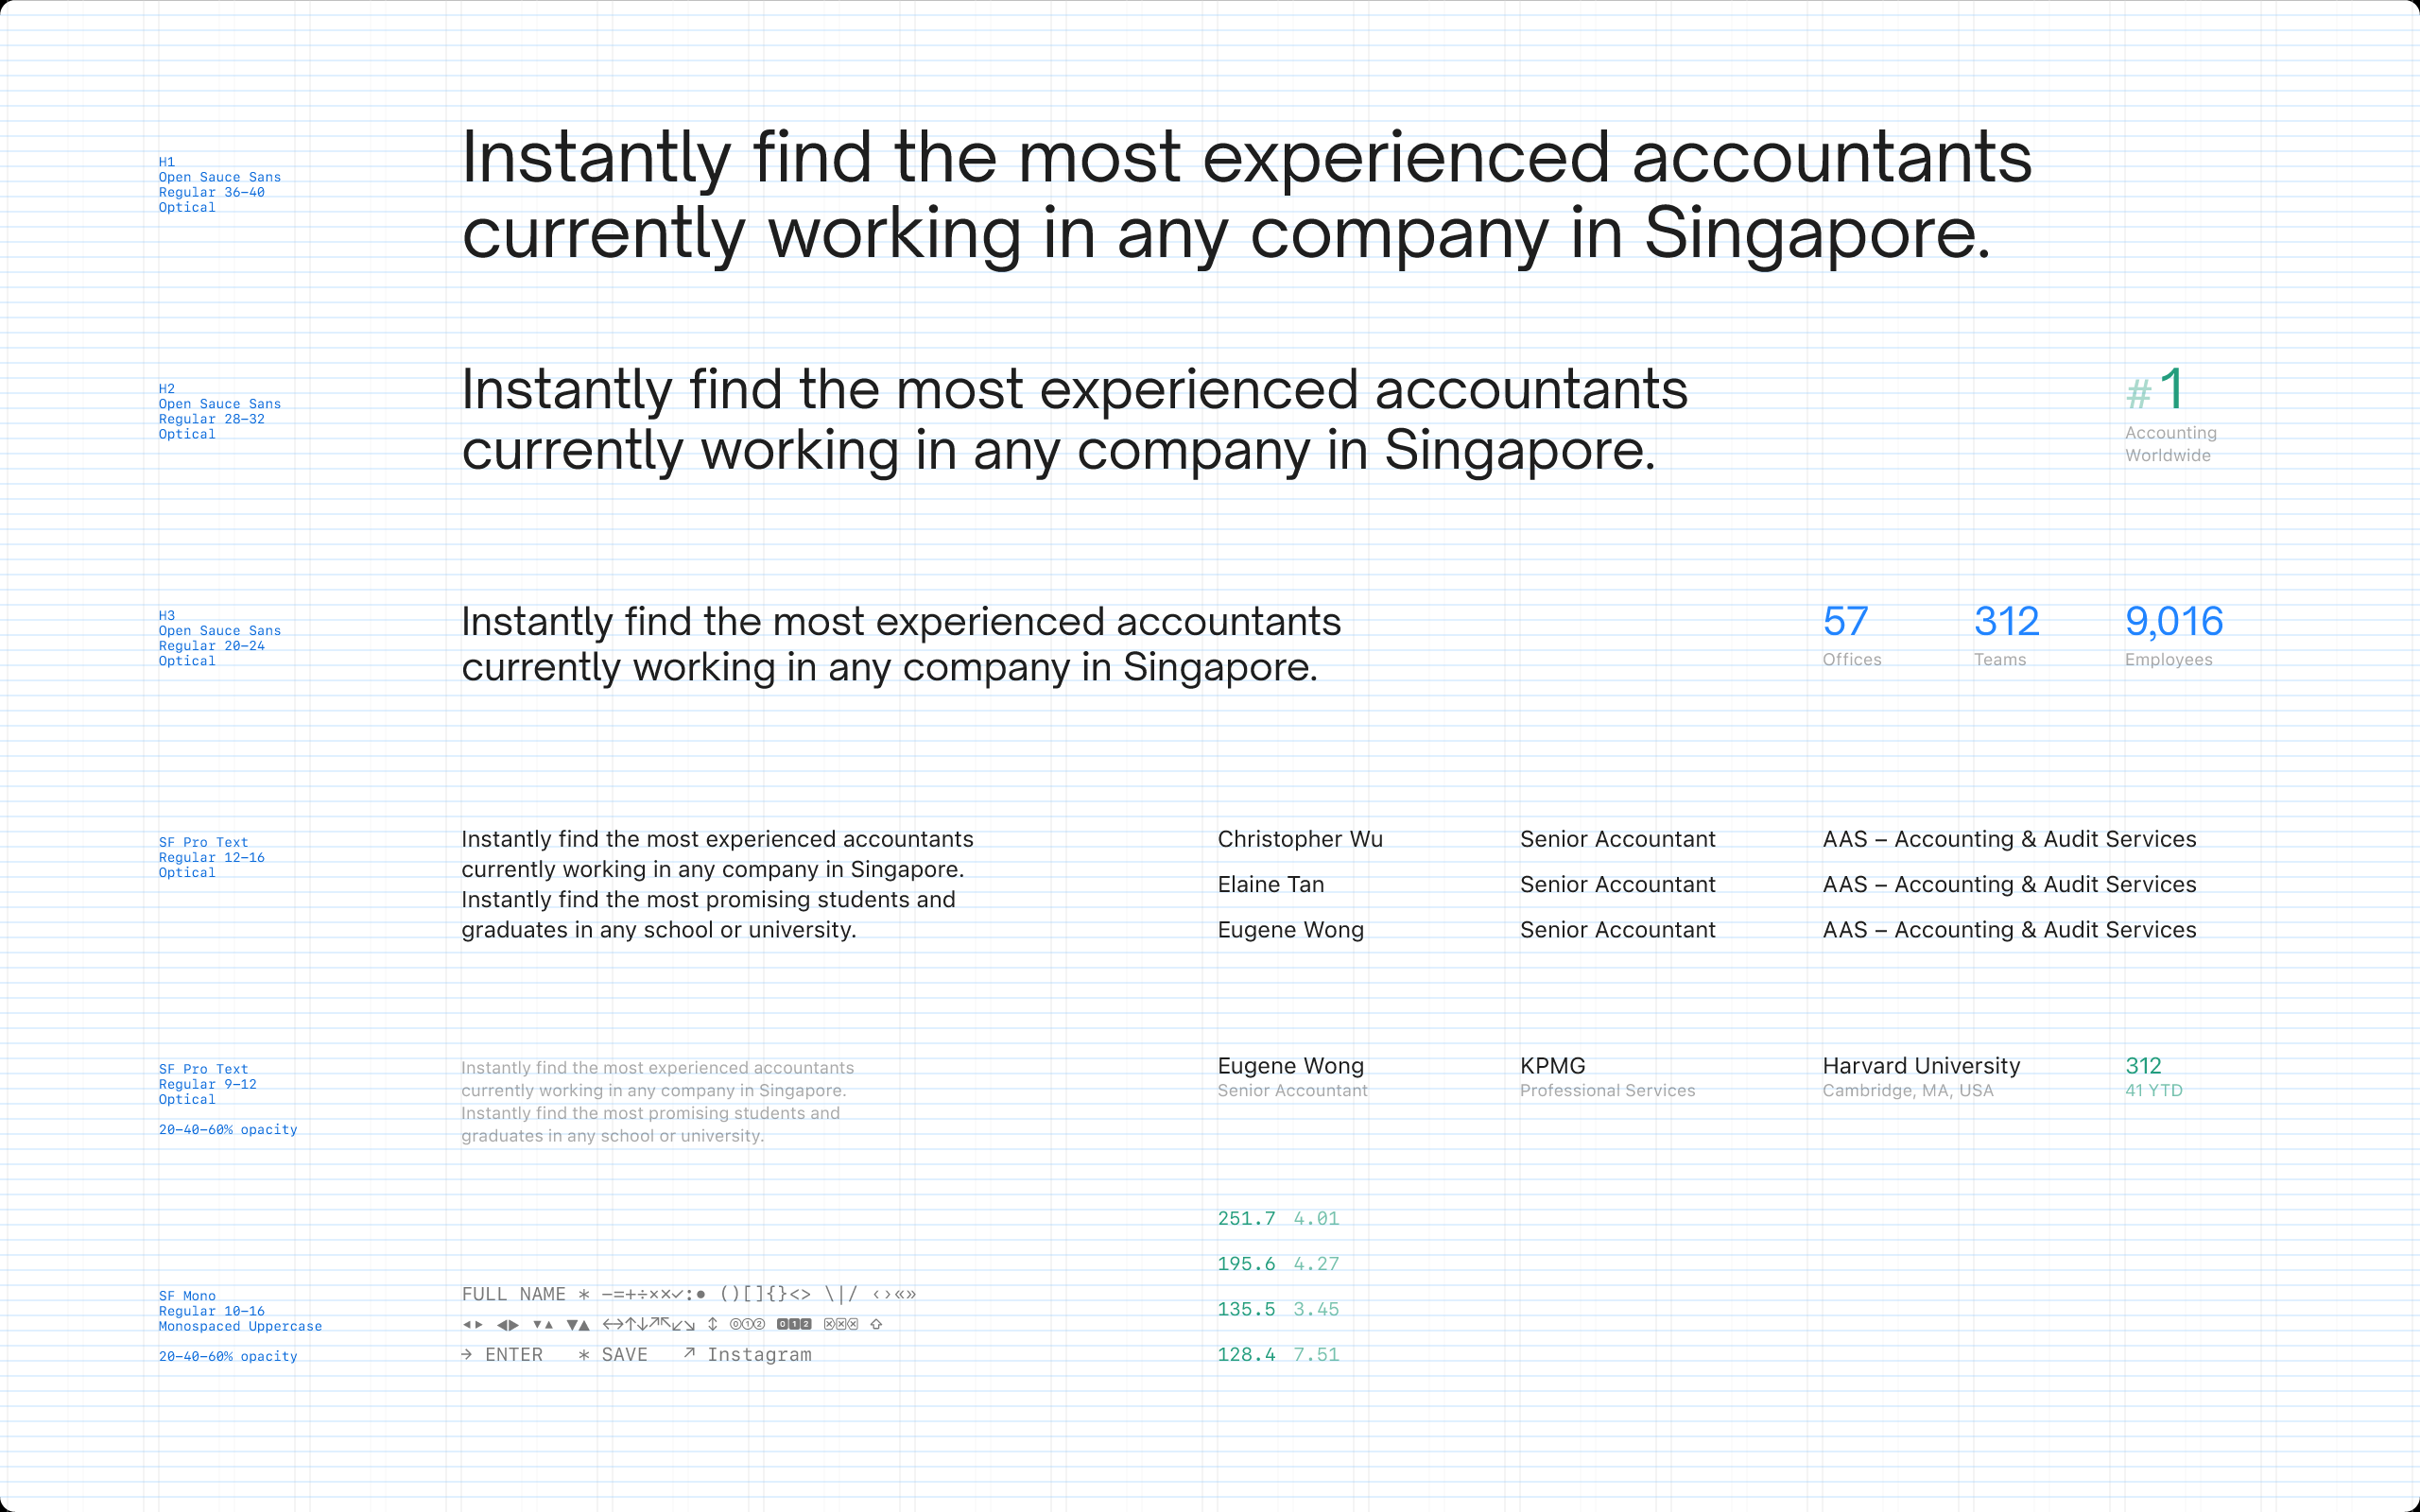 H1
Open Sauce Sans
Regular 36–40
Optical
Instantly find the most experienced accountants
currently working in any company in Singapore.
H2
Open Sauce Sans
Regular 28–32
Optical
Instantly find the most experienced accountants
currently working in any company in Singapore.
#1
Accounting
Worldwide
H3
Open Sauce Sans
Regular 20–24
Optical
Instantly find the most experienced accountants
currently working in any company in Singapore.
57 312 9,016
Offices Teams Employees
SF Pro Text
Regular 12–16
Optical
Instantly find the most experienced accountants
currently working in any company in Singapore.
Instantly find the most promising students and
graduates in any school or university.
Christopher Wu Senior Accountant AAS – Accounting & Audit Services
Elaine Tan Senior Accountant AAS – Accounting & Audit Services
Eugene Wong Senior Accountant AAS – Accounting & Audit Services
SF Pro Text
Regular 9–12
Optical
20–40–60% opacity
Instantly find the most experienced accountants
currently working in any company in Singapore.
Instantly find the most promising students and
graduates in any school or university.
Eugene Wong KPMG Harvard University 312
Senior Accountant Professional Services Cambridge, MA, USA 41 YTD
SF Mono
Regular 10–16
Monospaced Uppercase
20–40–60% opacity
FULL NAME * —=+÷××✓:● ()[]{}<> \|/ ‹›«»
◂▸ ◀▶ ▾▴ ▼▲ ↔↑↓↗↖↙↘ ↕ ⓪①② 012 ☒☒☒ ⇧
→ ENTER * SAVE ↗ Instagram
251.7 4.01
195.6 4.27
135.5 3.45
128.4 7.51